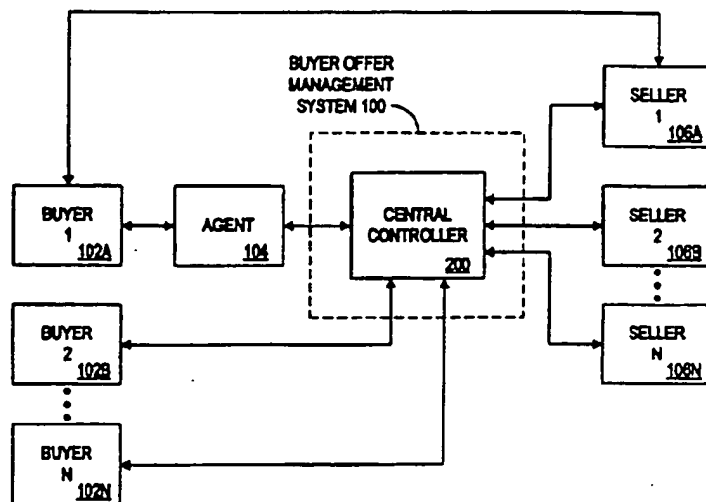 BUYER OFFER
MANAGEMENT
SYSTEM 100
SELLER
1
106A
BUYER
1
102A
AGENT
104
CENTRAL
CONTROLLER
200
SELLER
2
106B
BUYER
2
102B
SELLER
N
106N
BUYER
N
102N